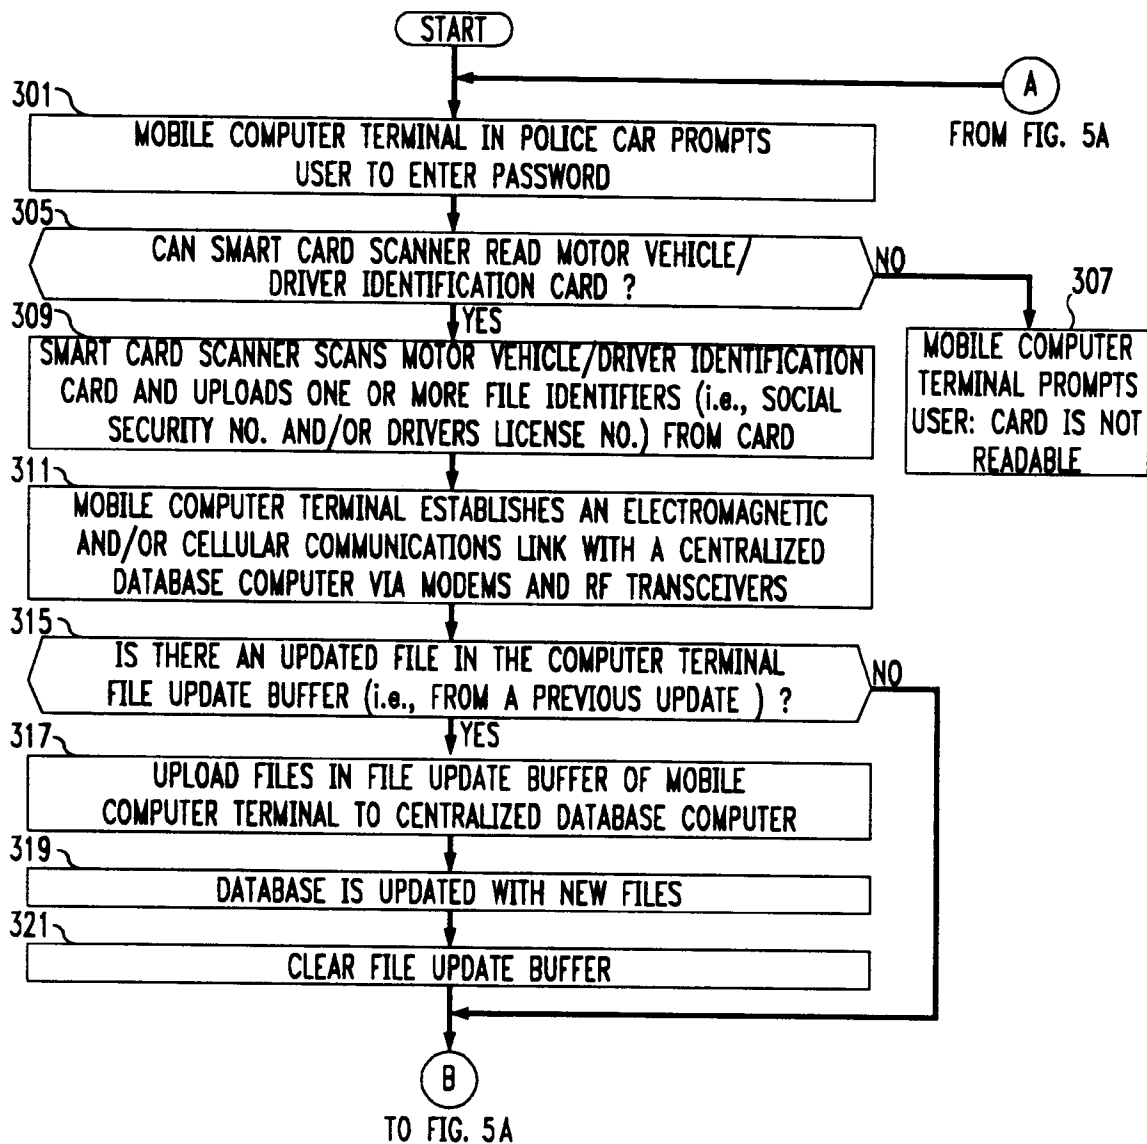 START
A
FROM FIG. 5A
301
MOBILE COMPUTER TERMINAL IN POLICE CAR PROMPTS
USER TO ENTER PASSWORD
305
CAN SMART CARD SCANNER READ MOTOR VEHICLE/
DRIVER IDENTIFICATION CARD ?
NO
307
MOBILE COMPUTER
TERMINAL PROMPTS
USER: CARD IS NOT
READABLE
YES
309
SMART CARD SCANNER SCANS MOTOR VEHICLE/DRIVER IDENTIFICATION
CARD AND UPLOADS ONE OR MORE FILE IDENTIFIERS (i.e., SOCIAL
SECURITY NO. AND/OR DRIVERS LICENSE NO.) FROM CARD
311
MOBILE COMPUTER TERMINAL ESTABLISHES AN ELECTROMAGNETIC
AND/OR CELLULAR COMMUNICATIONS LINK WITH A CENTRALIZED
DATABASE COMPUTER VIA MODEMS AND RF TRANSCEIVERS
315
IS THERE AN UPDATED FILE IN THE COMPUTER TERMINAL
FILE UPDATE BUFFER (i.e., FROM A PREVIOUS UPDATE ) ?
NO
YES
317
UPLOAD FILES IN FILE UPDATE BUFFER OF MOBILE
COMPUTER TERMINAL TO CENTRALIZED DATABASE COMPUTER
319
DATABASE IS UPDATED WITH NEW FILES
321
CLEAR FILE UPDATE BUFFER
B
TO FIG. 5A